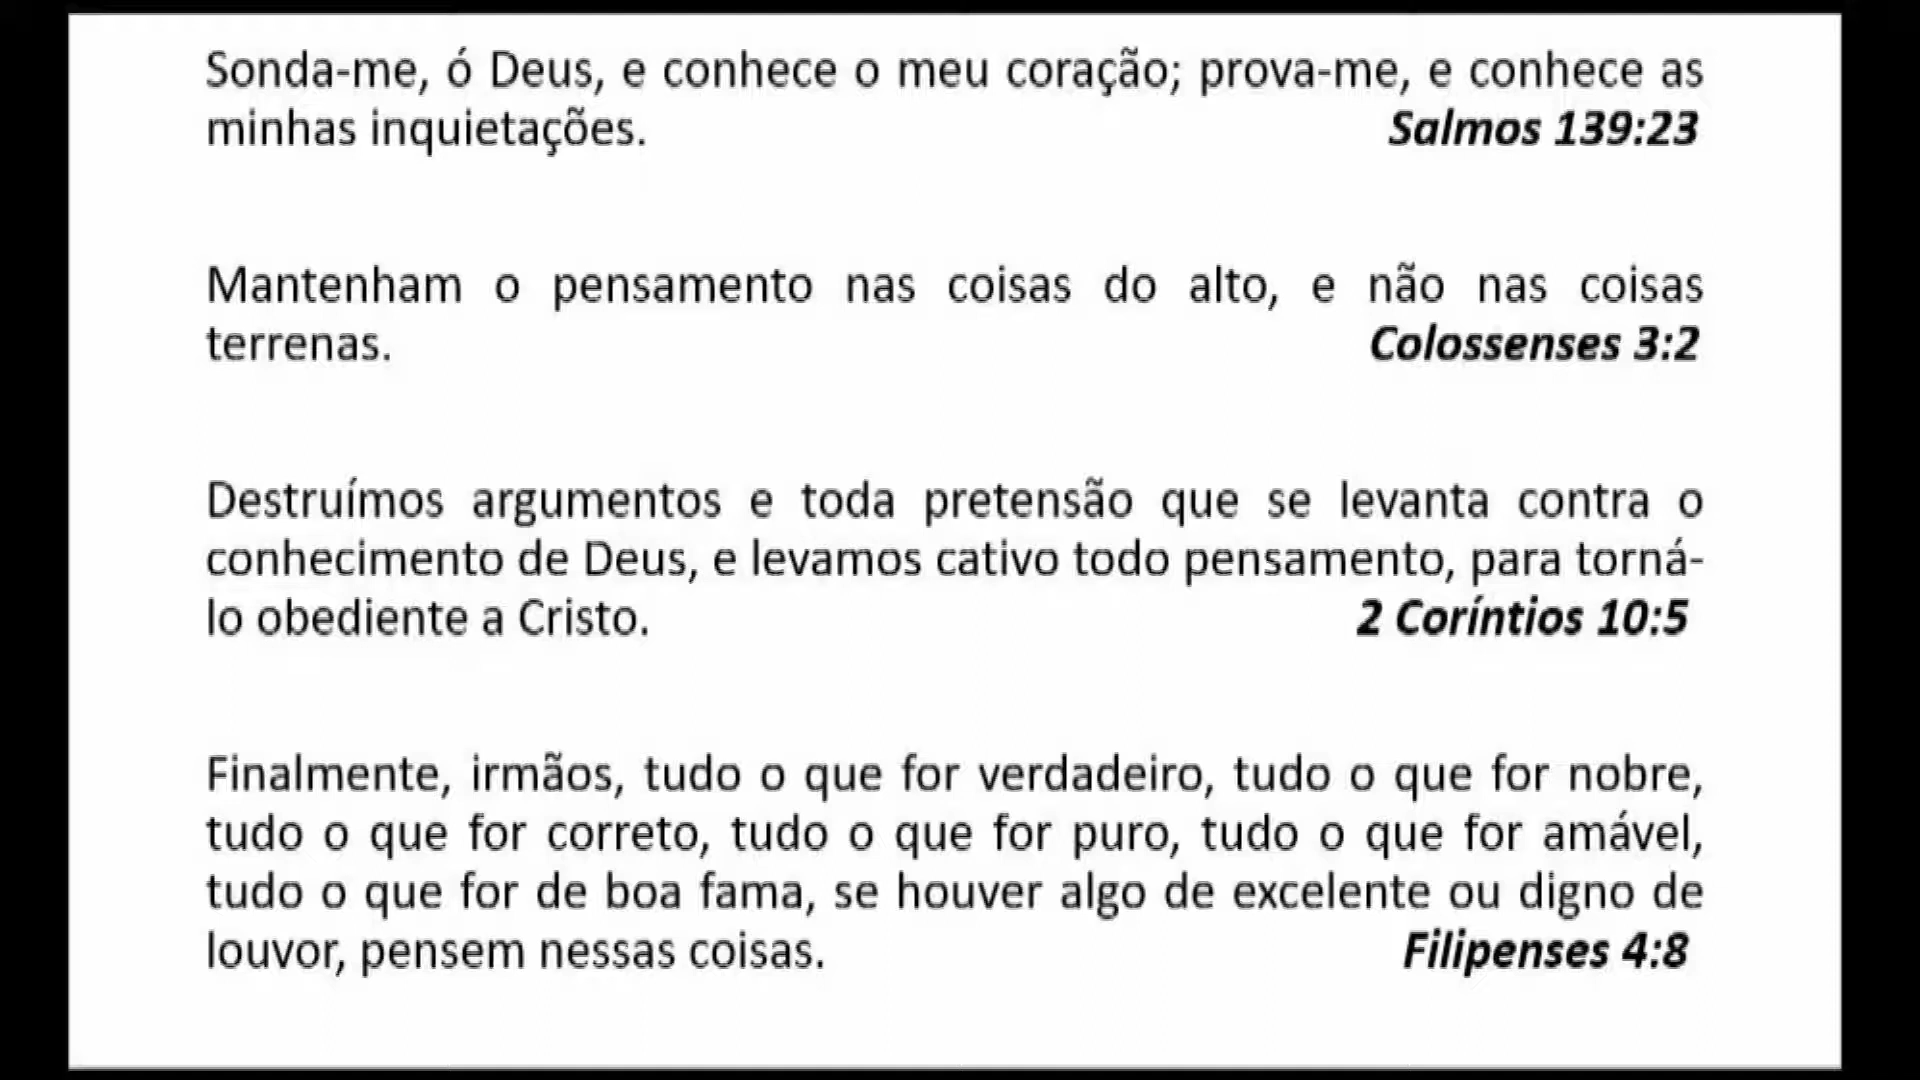 Sonda-me, ó Deus, e conhece o meu coração; prova-me, e conhece as
minhas inquietações. Salmos 139:23
Mantenham o pensamento nas coisas do alto, e não nas coisas
terrenas. Colossenses 3:2
Destruímos argumentos e toda pretensão que se levanta contra o
conhecimento de Deus, e levamos cativo todo pensamento, para torná-
lo obediente a Cristo. 2 Coríntios 10:5
Finalmente, irmãos, tudo o que for verdadeiro, tudo o que for nobre,
tudo o que for correto, tudo o que for puro, tudo o que for amável,
tudo o que for de boa fama, se houver algo de excelente ou digno de
louvor, pensem nessas coisas. Filipenses 4:8